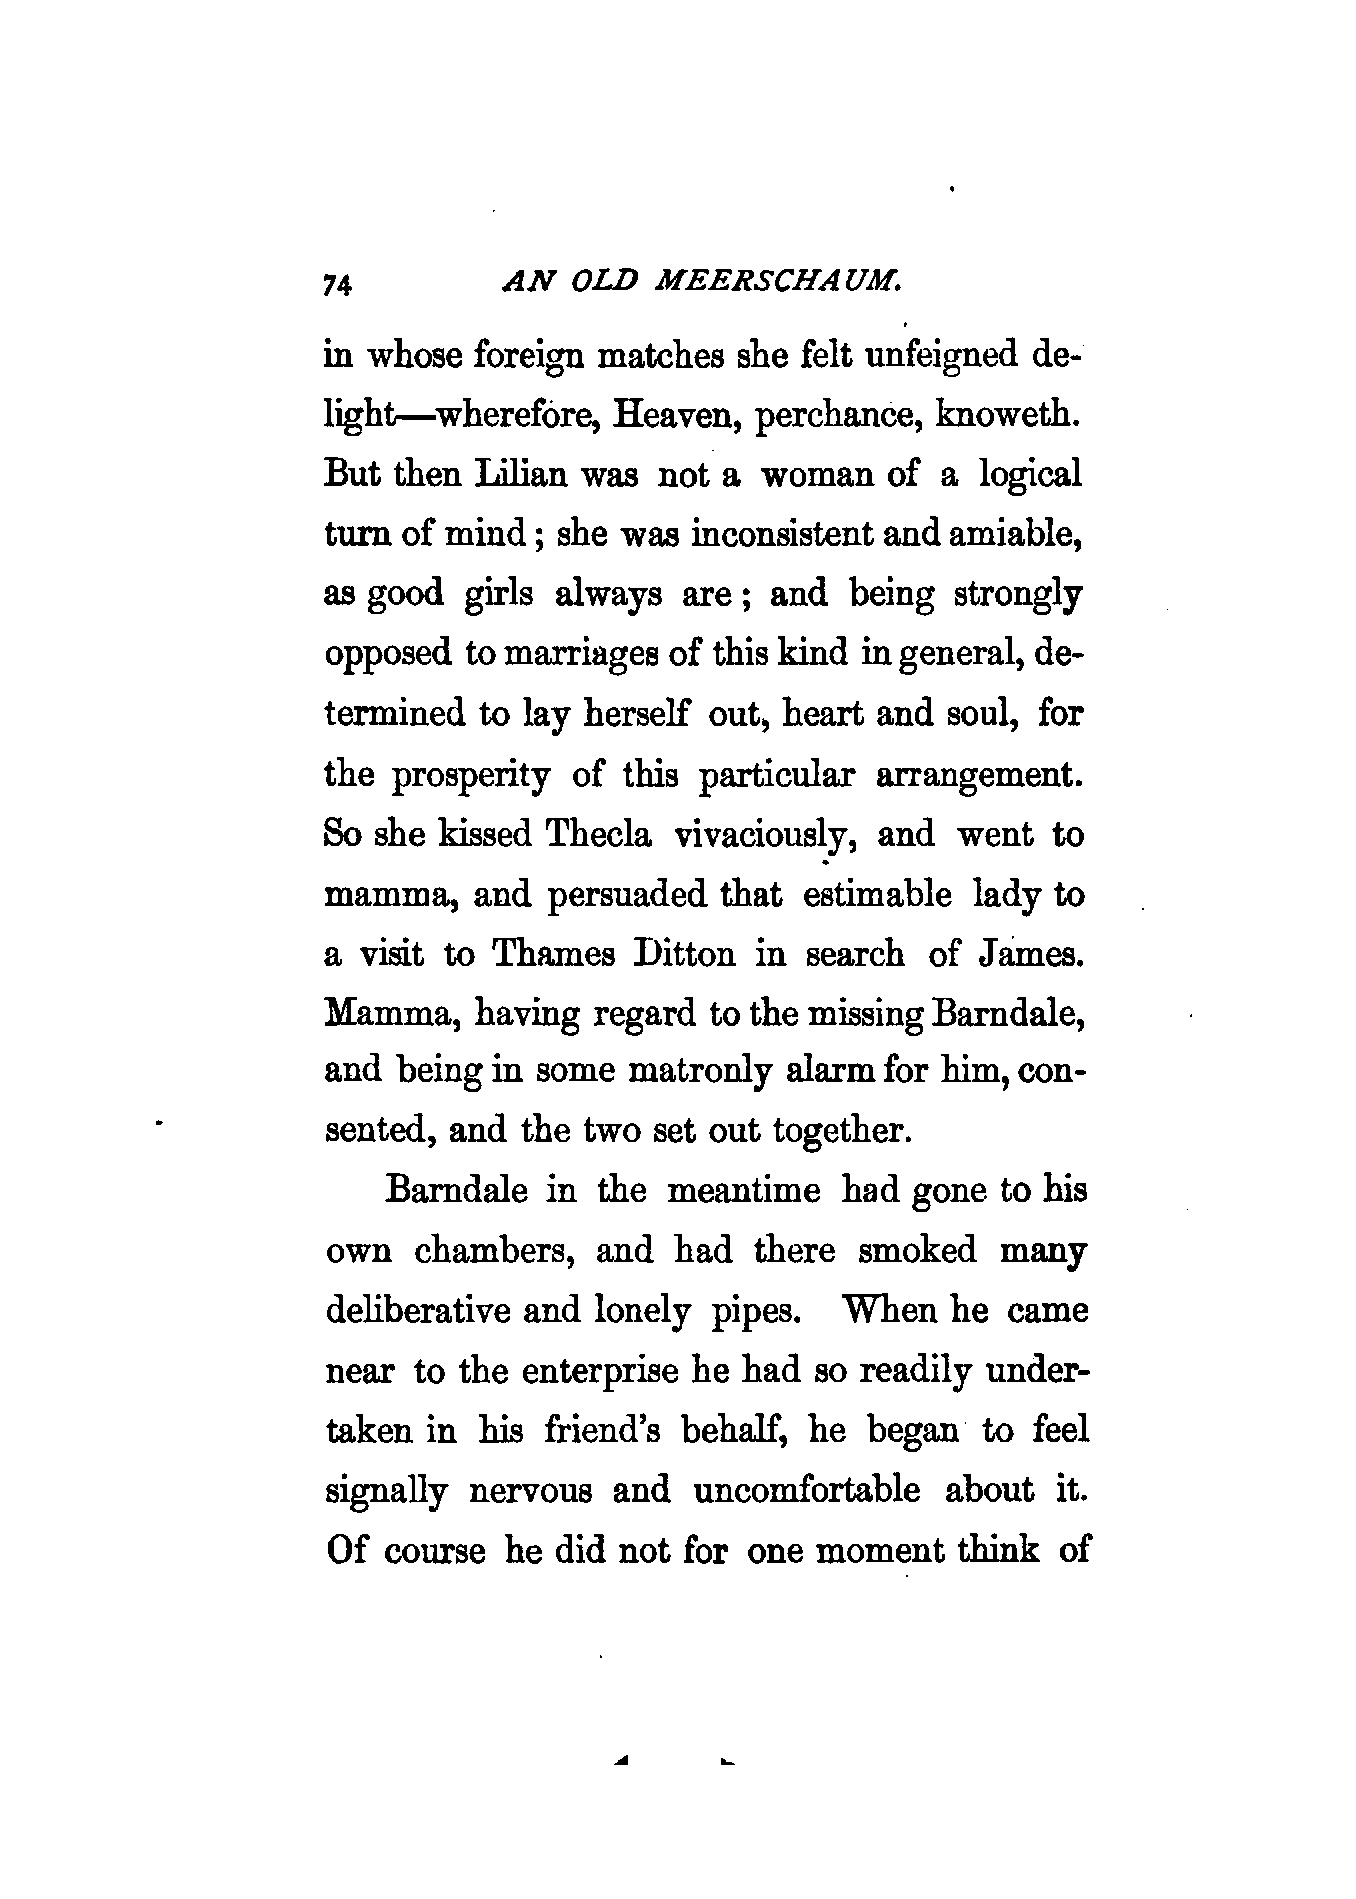 74 AN OLD MEERSCHAUM.
in whose foreign matches she felt unfeigned de-
light—wherefore, Heaven, perchance, knoweth.
But then Lilian was not a woman of a logical
turn of mind ; she was inconsistent and amiable,
as good girls always are ; and being strongly
opposed to marriages of this kind in general, de-
termined to lay herself out, heart and soul, for
the prosperity of this particular arrangement.
So she kissed Thecla vivaciously, and went to
mamma, and persuaded that estimable lady to
a visit to Thames Ditton in search of James.
Mamma, having regard to the missing Barndale,
and being in some matronly alarm for him, con-
sented, and the two set out together.
Barndale in the meantime had gone to his
own chambers, and had there smoked many
deliberative and lonely pipes. When he came
near to the enterprise he had so readily under-
taken in his friend's behalf, he began to feel
signally nervous and uncomfortable about it.
Of course he did not for one moment think of